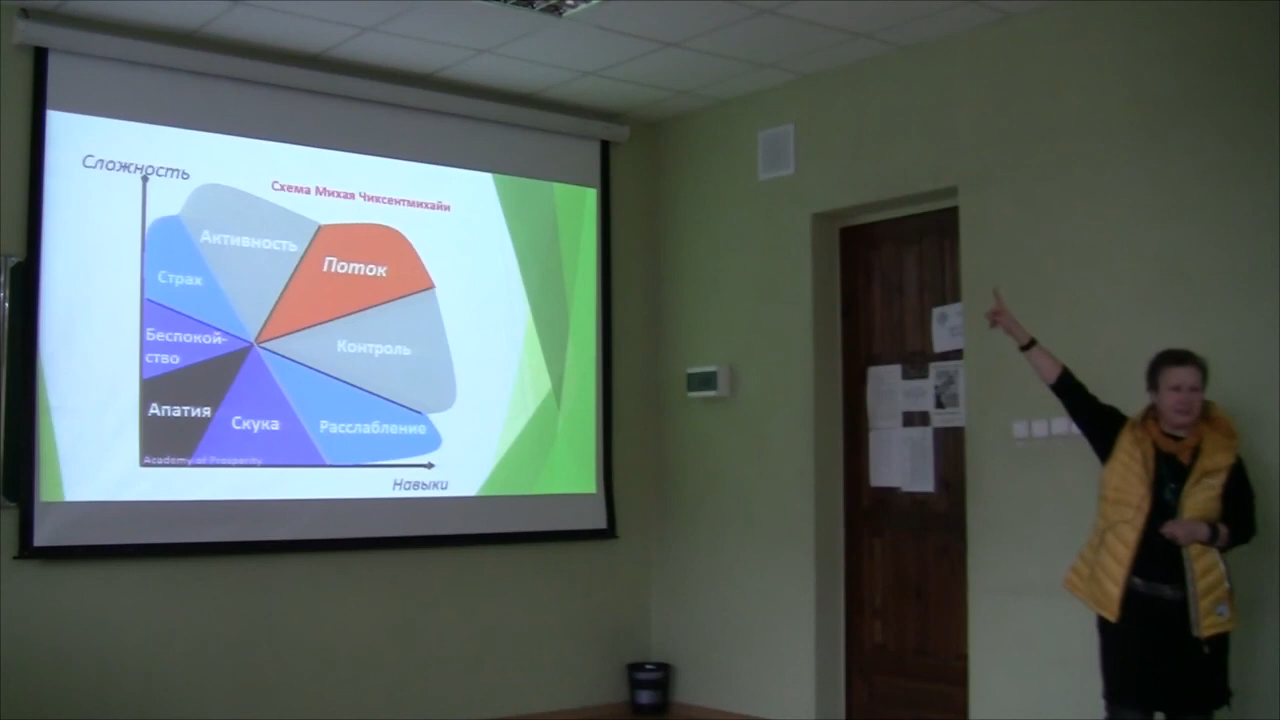 Сложность
Схема Михая Чиксентмихайи
Активность
Поток
Страх
Беспокой-
ство
Контроль
Апатия
Скука
Расслабление
Academy of Prosperity
Навыки